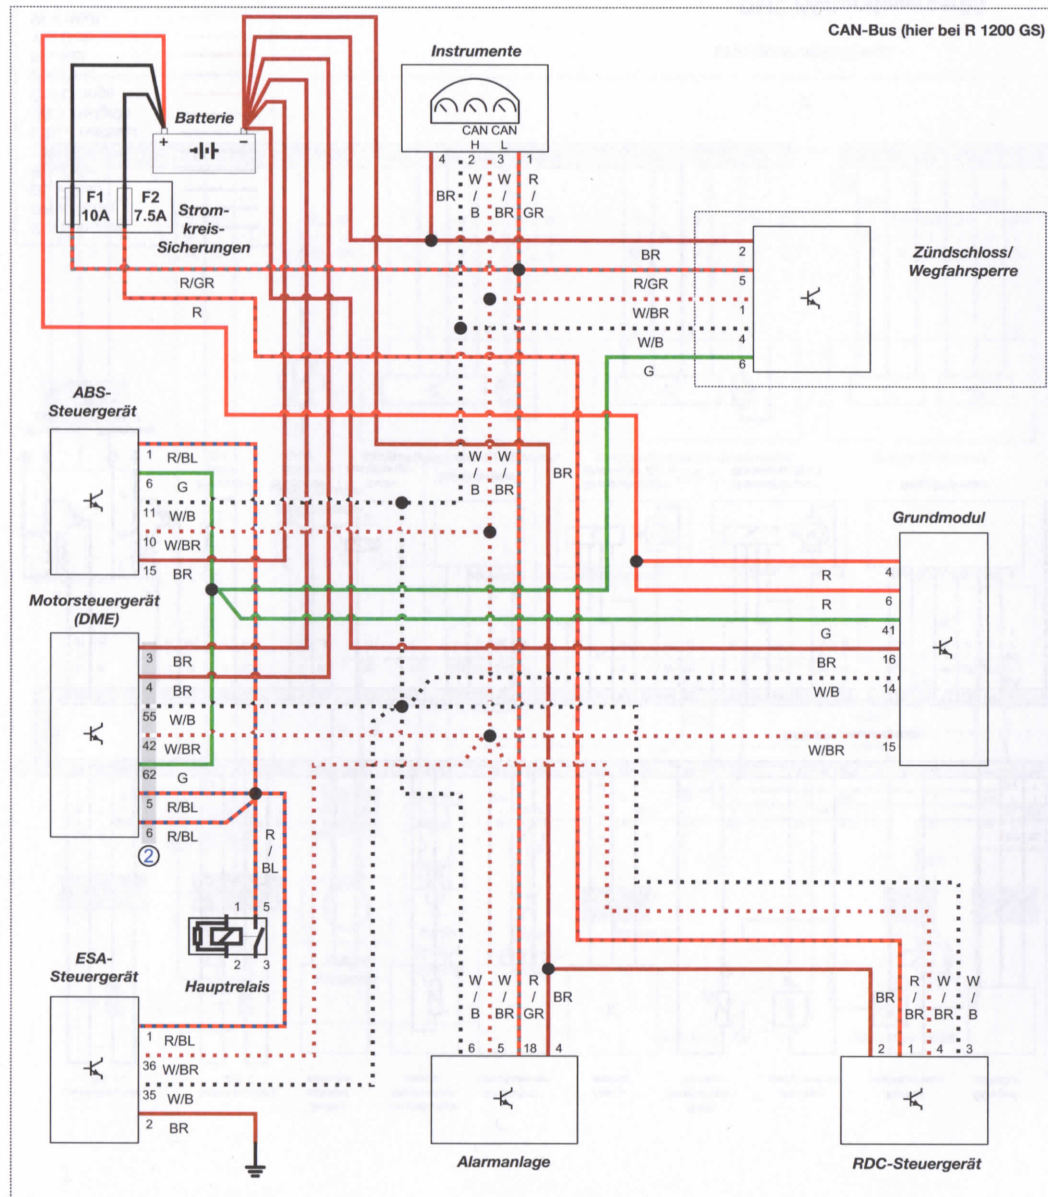 CAN-Bus (hier bei R 1200 GS)
Instrumente
CAN CAN
H L
4 2 3 1
BR
W / B
W / BR
R / GR
Batterie
+ −
F1 10A
F2 7.5A
Strom-
kreis-
Sicherungen
R/GR
R
Zündschloss/
Wegfahrsperre
BR 2
R/GR 5
W/BR 1
W/B 4
G 6
ABS-
Steuergerät
1 R/BL
6 G
11 W/B
10 W/BR
15 BR
W / B
W / BR
BR
Grundmodul
R 4
R 6
G 41
BR 16
W/B 14
W/BR 15
Motorsteuergerät
(DME)
3 BR
4 BR
55 W/B
42 W/BR
62 G
5 R/BL
6 R/BL
2
R / BL
1 5
2 3
Hauptrelais
ESA-
Steuergerät
1 R/BL
36 W/BR
35 W/B
2 BR
W / B
W / BR
R / GR
BR
6 5 18 4
Alarmanlage
BR
R / BR
W / BR
W / B
2 1 4 3
RDC-Steuergerät